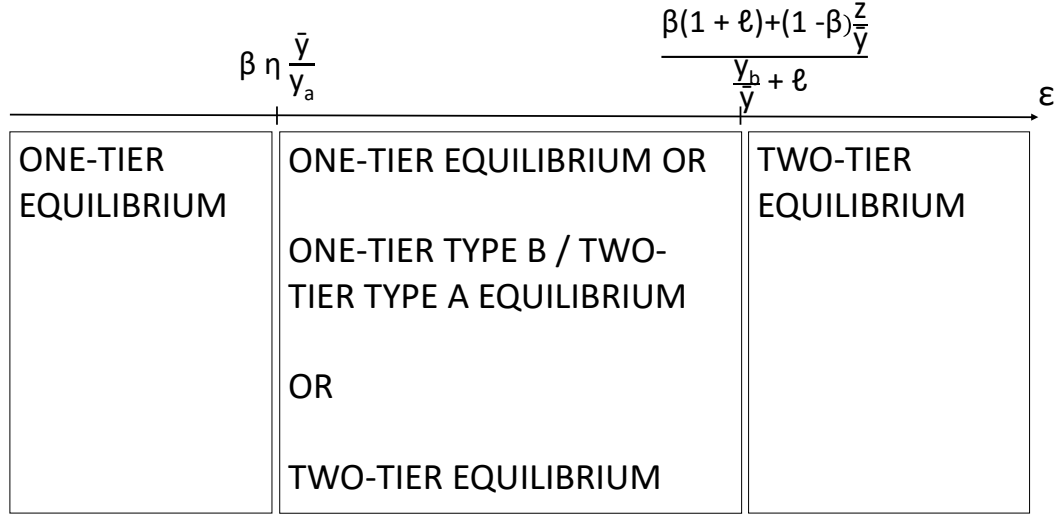 β η ȳ / yₐ
β(1 + ℓ)+(1 -β) z / ȳ
y_b / ȳ + ℓ
ε
ONE-TIER
EQUILIBRIUM
ONE-TIER EQUILIBRIUM OR
ONE-TIER TYPE B / TWO-
TIER TYPE A EQUILIBRIUM
OR
TWO-TIER EQUILIBRIUM
TWO-TIER
EQUILIBRIUM